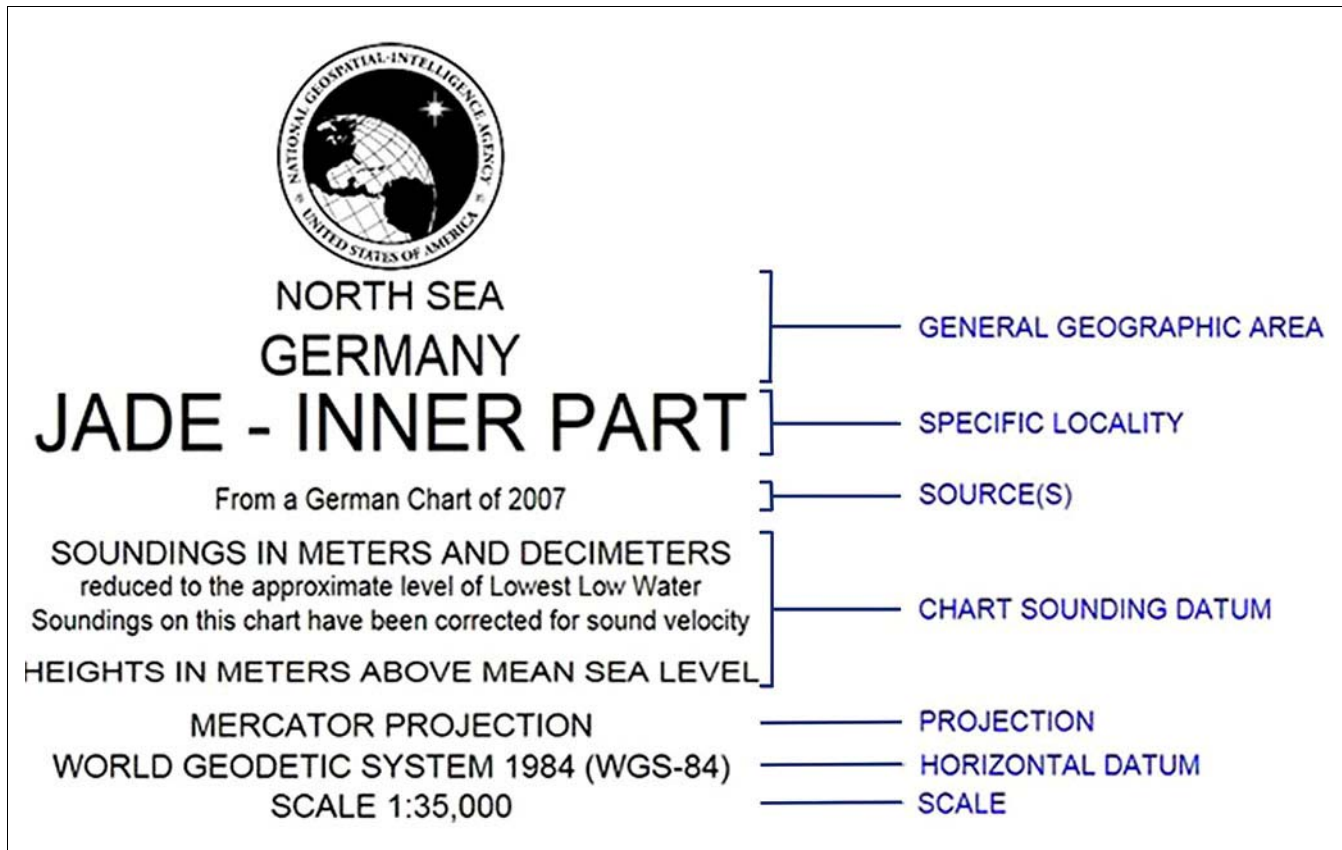 NATIONAL GEOSPATIAL-INTELLIGENCE AGENCY
UNITED STATES OF AMERICA
NORTH SEA
GERMANY
GENERAL GEOGRAPHIC AREA
JADE - INNER PART
SPECIFIC LOCALITY
From a German Chart of 2007
SOURCE(S)
SOUNDINGS IN METERS AND DECIMETERS
reduced to the approximate level of Lowest Low Water
Soundings on this chart have been corrected for sound velocity
HEIGHTS IN METERS ABOVE MEAN SEA LEVEL
CHART SOUNDING DATUM
MERCATOR PROJECTION
PROJECTION
WORLD GEODETIC SYSTEM 1984 (WGS-84)
HORIZONTAL DATUM
SCALE 1:35,000
SCALE